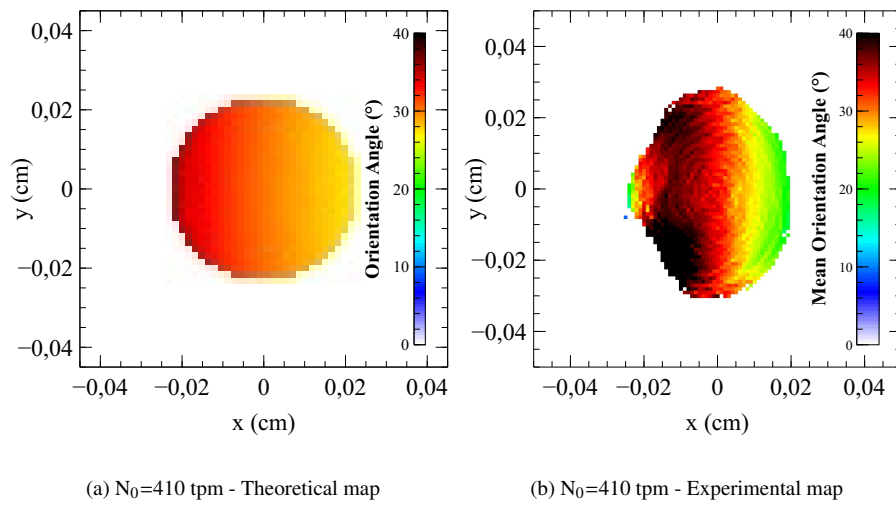 0,04
0,02
0
−0,02
−0,04
y (cm)
−0,04 −0,02 0 0,02 0,04
x (cm)
40
30
20
10
0
Orientation Angle (°)
0,04
0,02
0
−0,02
−0,04
y (cm)
−0,04 −0,02 0 0,02 0,04
x (cm)
40
30
20
10
0
Mean Orientation Angle (°)
(a) N₀=410 tpm - Theoretical map
(b) N₀=410 tpm - Experimental map